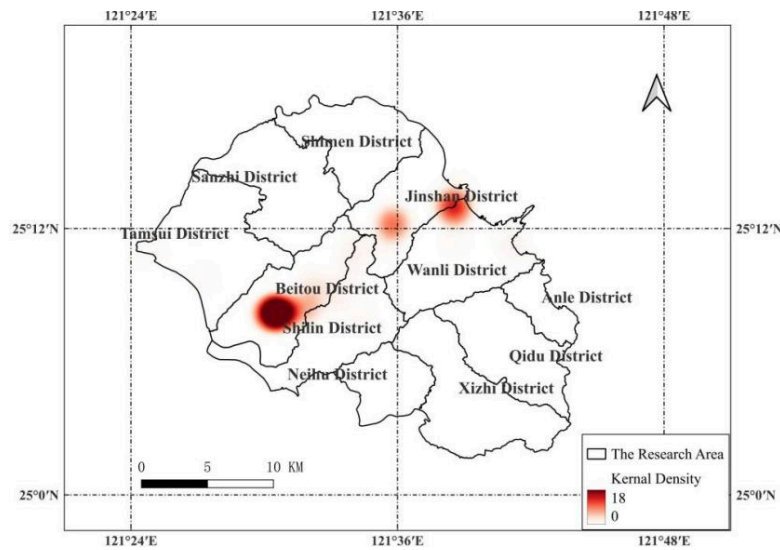 121°24′E 121°36′E 121°48′E
Shimen District
Sanzhi District
Jinshan District
25°12′N Tamsui District 25°12′N
Wanli District
Beitou District
Anle District
Shilin District
Qidu District
Neihu District
Xizhi District
The Research Area
0 5 10 KM
Kernal Density
18
25°0′N 25°0′N
0
121°24′E 121°36′E 121°48′E